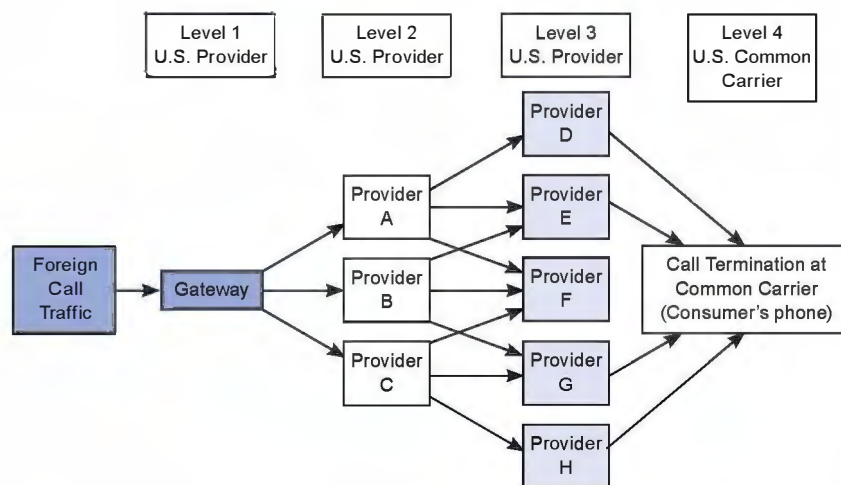 Level 1
U.S. Provider
Level 2
U.S. Provider
Level 3
U.S. Provider
Level 4
U.S. Common
Carrier
Foreign
Call
Traffic
Gateway
Provider
A
Provider
B
Provider
C
Provider
D
Provider
E
Provider
F
Provider
G
Provider
H
Call Termination at
Common Carrier
(Consumer's phone)